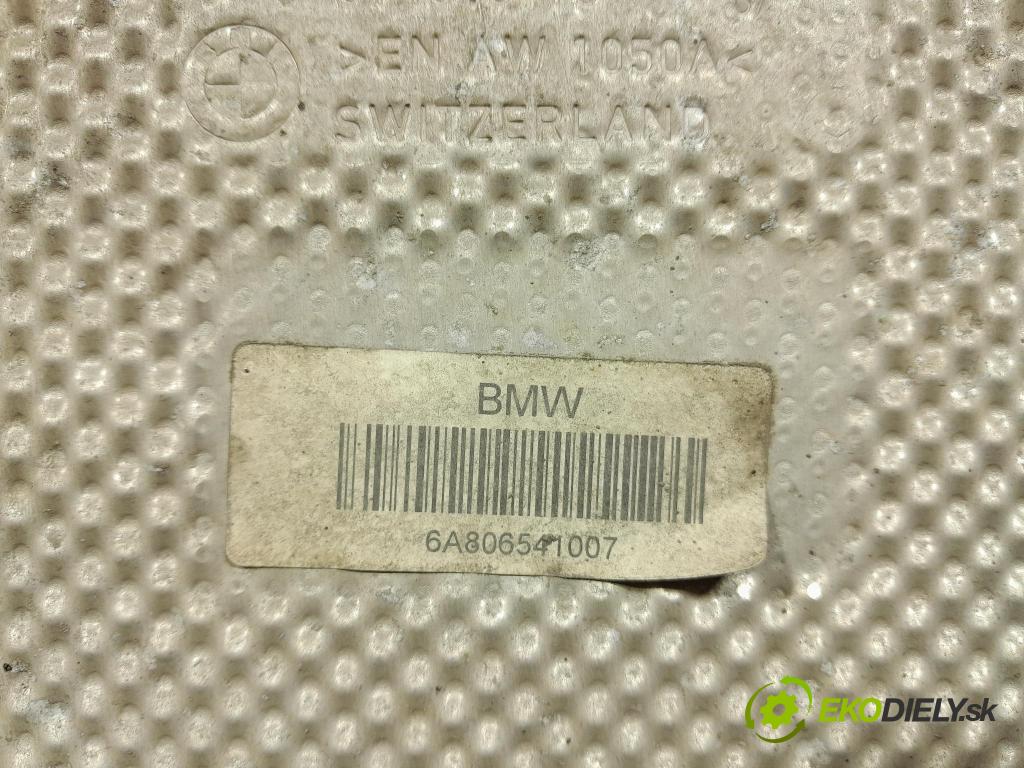 >EN AW 1050A<
SWITZERLAND
BMW
6A806541007
EKODIELY.sk